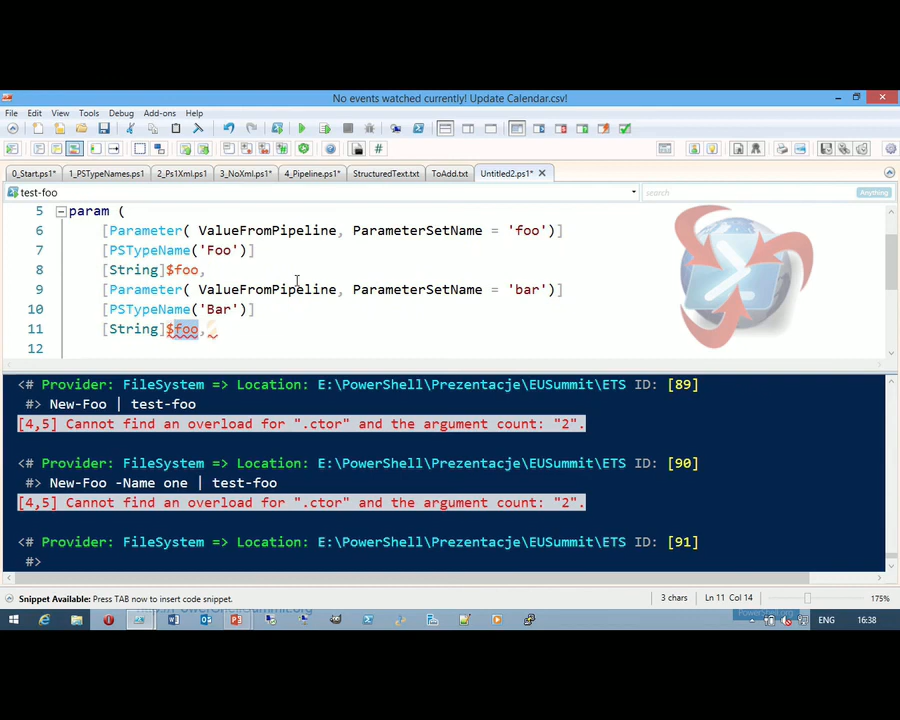 No events watched currently! Update Calendar.csv!
File Edit View Tools Debug Add-ons Help
0_Start.ps1* 1_PSTypeNames.ps1 2_Ps1Xml.ps1 3_NoXml.ps1* 4_Pipeline.ps1* StructuredText.txt ToAdd.txt Untitled2.ps1*
test-foo search Anything
5 param (
6 [Parameter( ValueFromPipeline, ParameterSetName = 'foo')]
7 [PSTypeName('Foo')]
8 [String]$foo,
9 [Parameter( ValueFromPipeline, ParameterSetName = 'bar')]
10 [PSTypeName('Bar')]
11 [String]$foo,
12
<# Provider: FileSystem => Location: E:\PowerShell\Prezentacje\EUSummit\ETS ID: [89]
#> New-Foo | test-foo
[4,5] Cannot find an overload for ".ctor" and the argument count: "2".
<# Provider: FileSystem => Location: E:\PowerShell\Prezentacje\EUSummit\ETS ID: [90]
#> New-Foo -Name one | test-foo
[4,5] Cannot find an overload for ".ctor" and the argument count: "2".
<# Provider: FileSystem => Location: E:\PowerShell\Prezentacje\EUSummit\ETS ID: [91]
#>
Snippet Available: Press TAB now to insert code snippet. 3 chars Ln 11 Col 14 175%
PowerShell.org
ENG 16:38